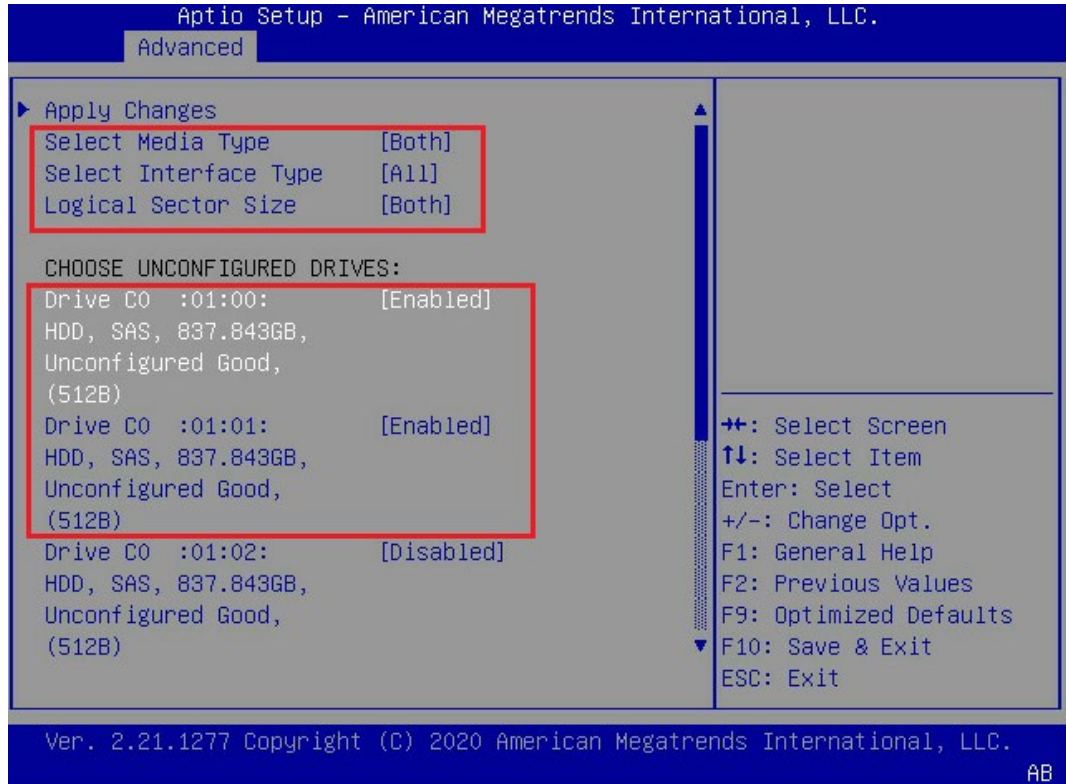 Aptio Setup – American Megatrends International, LLC.
Advanced
Apply Changes
Select Media Type [Both]
Select Interface Type [All]
Logical Sector Size [Both]
CHOOSE UNCONFIGURED DRIVES:
Drive C0 :01:00: [Enabled]
HDD, SAS, 837.843GB,
Unconfigured Good,
(512B)
Drive C0 :01:01: [Enabled]
HDD, SAS, 837.843GB,
Unconfigured Good,
(512B)
Drive C0 :01:02: [Disabled]
HDD, SAS, 837.843GB,
Unconfigured Good,
(512B)
→←: Select Screen
↑↓: Select Item
Enter: Select
+/-: Change Opt.
F1: General Help
F2: Previous Values
F9: Optimized Defaults
F10: Save & Exit
ESC: Exit
Ver. 2.21.1277 Copyright (C) 2020 American Megatrends International, LLC.
AB